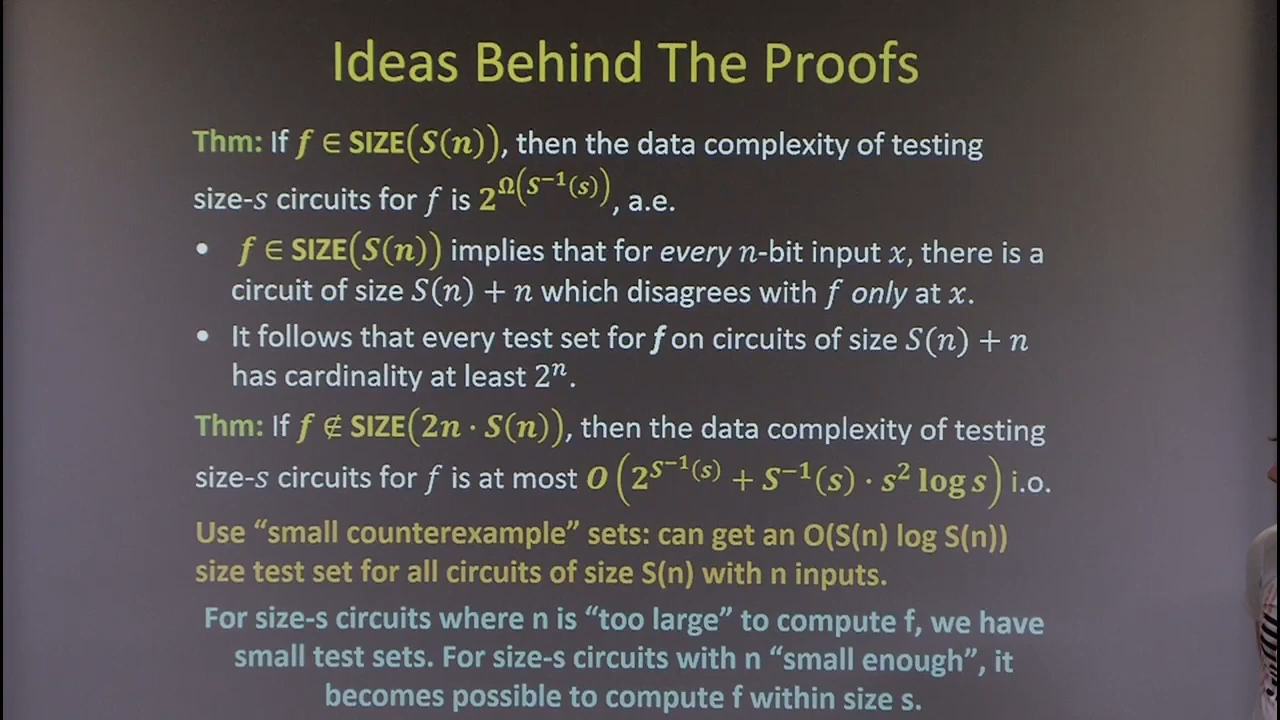 Ideas Behind The Proofs
Thm: If f ∈ SIZE(S(n)), then the data complexity of testing
size-s circuits for f is 2^Ω(S⁻¹(s)), a.e.
• f ∈ SIZE(S(n)) implies that for every n-bit input x, there is a
circuit of size S(n) + n which disagrees with f only at x.
• It follows that every test set for f on circuits of size S(n) + n
has cardinality at least 2ⁿ.
Thm: If f ∉ SIZE(2n · S(n)), then the data complexity of testing
size-s circuits for f is at most O(2^S⁻¹(s) + S⁻¹(s) · s² log s) i.o.
Use “small counterexample” sets: can get an O(S(n) log S(n))
size test set for all circuits of size S(n) with n inputs.
For size-s circuits where n is “too large” to compute f, we have
small test sets. For size-s circuits with n “small enough”, it
becomes possible to compute f within size s.